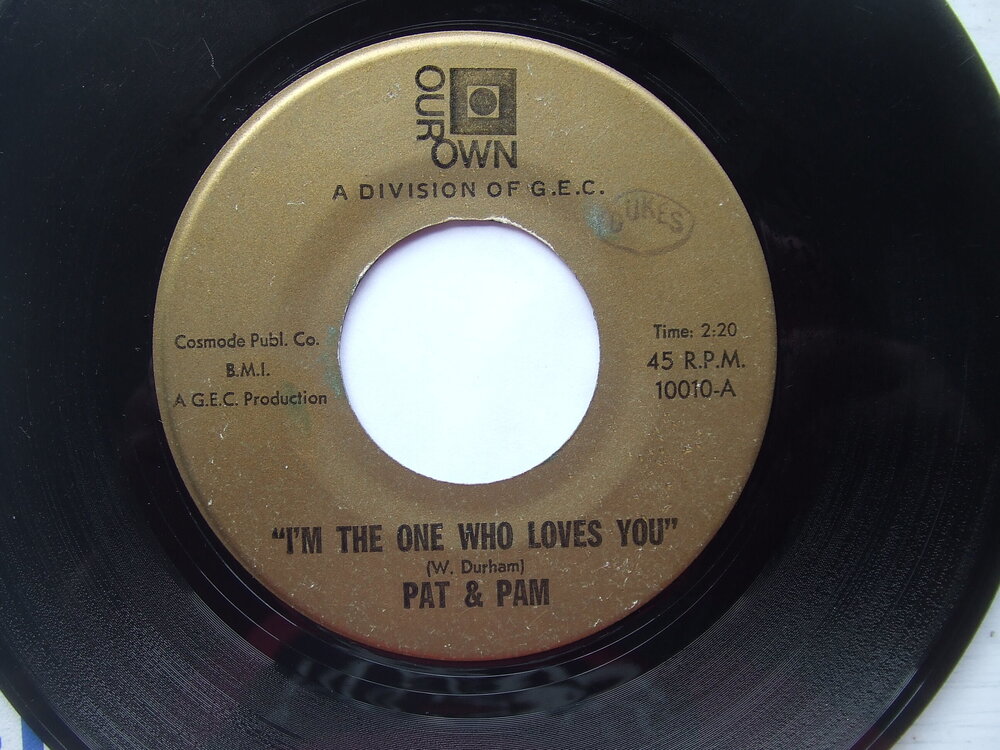 OUR
OWN
A DIVISION OF G.E.C.
DUKES
Cosmode Publ. Co.
B.M.I.
A G.E.C. Production
Time: 2:20
45 R.P.M.
10010-A
"I'M THE ONE WHO LOVES YOU"
(W. Durham)
PAT & PAM